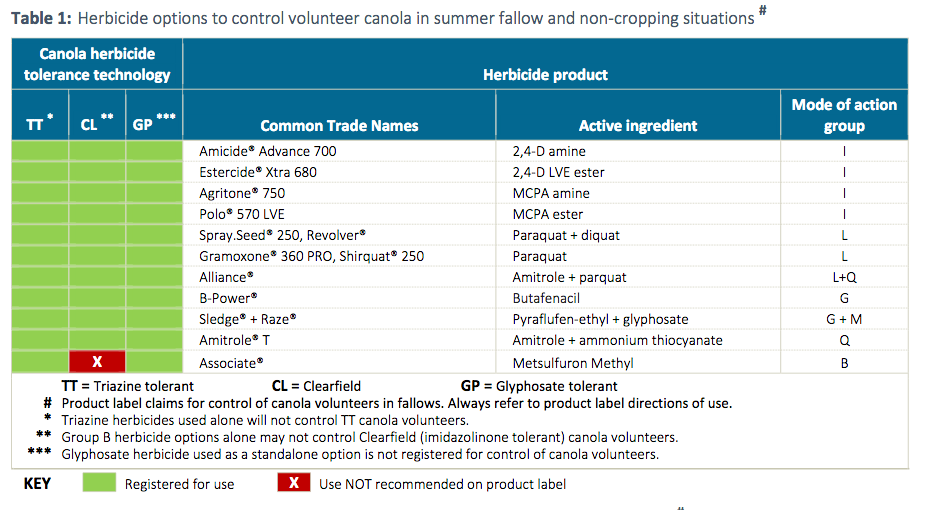 Table 1: Herbicide options to control volunteer canola in summer fallow and non-cropping situations #
Canola herbicide tolerance technology Herbicide product
TT * CL ** GP *** Common Trade Names Active ingredient Mode of action group
Amicide® Advance 700 2,4-D amine I
Estercide® Xtra 680 2,4-D LVE ester I
Agritone® 750 MCPA amine I
Polo® 570 LVE MCPA ester I
Spray.Seed® 250, Revolver® Paraquat + diquat L
Gramoxone® 360 PRO, Shirquat® 250 Paraquat L
Alliance® Amitrole + parquat L+Q
B-Power® Butafenacil G
Sledge® + Raze® Pyraflufen-ethyl + glyphosate G + M
Amitrole® T Amitrole + ammonium thiocyanate Q
X Associate® Metsulfuron Methyl B
TT = Triazine tolerant CL = Clearfield GP = Glyphosate tolerant
# Product label claims for control of canola volunteers in fallows. Always refer to product label directions of use.
* Triazine herbicides used alone will not control TT canola volunteers.
** Group B herbicide options alone may not control Clearfield (imidazolinone tolerant) canola volunteers.
*** Glyphosate herbicide used as a standalone option is not registered for control of canola volunteers.
KEY Registered for use X Use NOT recommended on product label